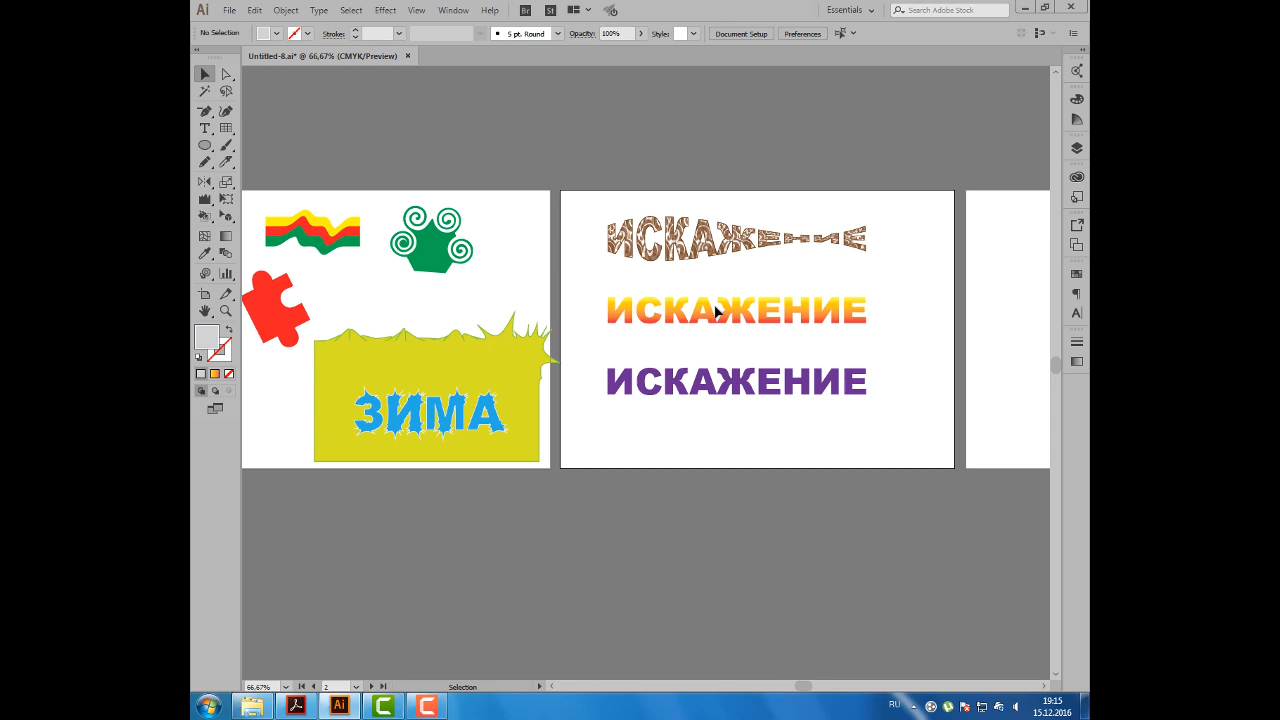 Ai File Edit Object Type Select Effect View Window Help Br St Essentials Search Adobe Stock
No Selection Stroke: 5 pt. Round Opacity: 100% Style: Document Setup Preferences
Untitled-8.ai* @ 66,67% (CMYK/Preview)
ИСКАЖЕНИЕ
ИСКАЖЕНИЕ
ИСКАЖЕНИЕ
ЗИМА
66,67% 2 Selection
Ai RU 19:15
15.12.2016